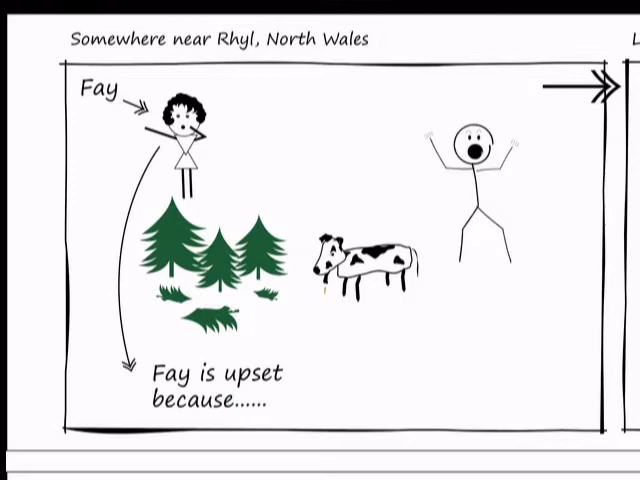 Somewhere near Rhyl, North Wales
L
Fay
Fay is upset
because......